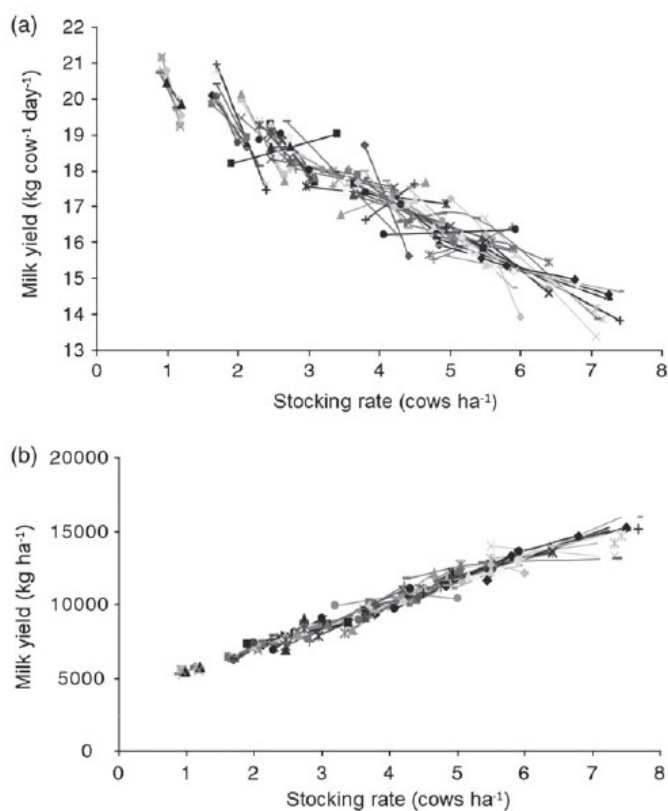 (a)
22
21
20
19
18
17
16
15
14
13
Milk yield (kg cow⁻¹ day⁻¹)
0 1 2 3 4 5 6 7 8
Stocking rate (cows ha⁻¹)
(b)
20000
15000
10000
5000
0
Milk yield (kg ha⁻¹)
0 1 2 3 4 5 6 7 8
Stocking rate (cows ha⁻¹)